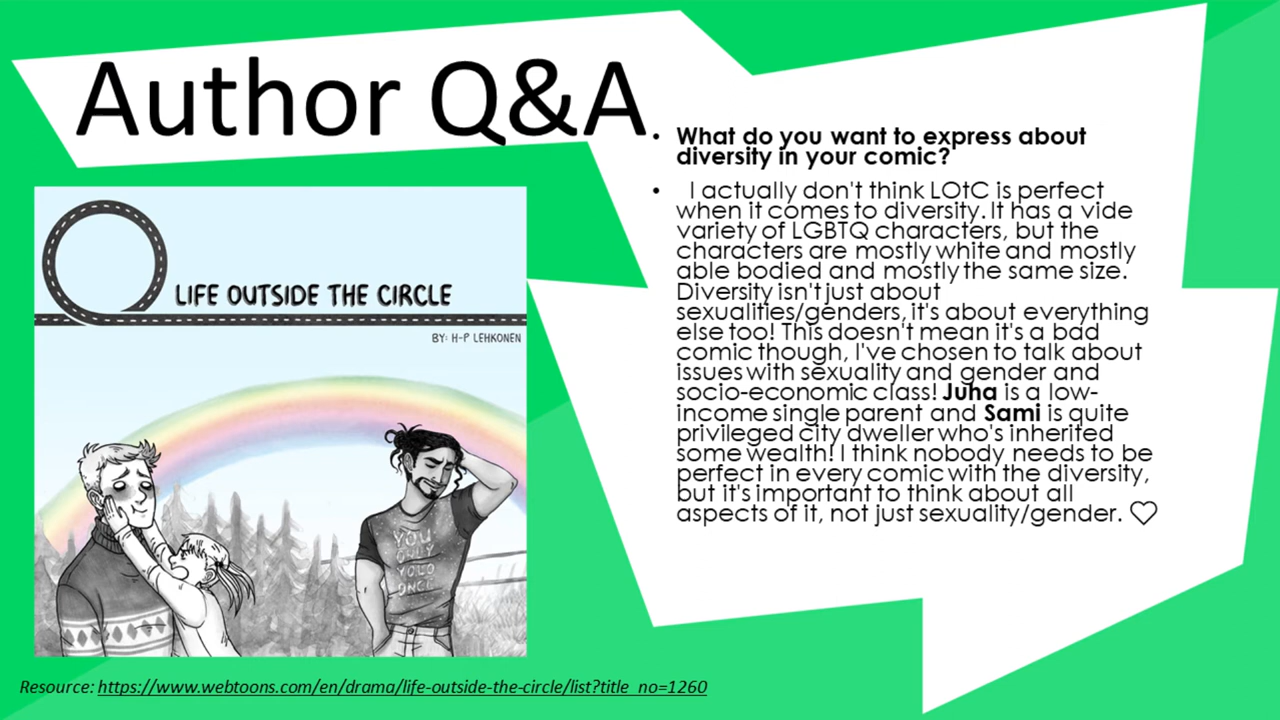 Author Q&A
LIFE OUTSIDE THE CIRCLE
BY: H-P LEHKONEN
YOU
ONLY
YOLO
ONCE
• What do you want to express about
diversity in your comic?
• I actually don't think LOtC is perfect
when it comes to diversity. It has a vide
variety of LGBTQ characters, but the
characters are mostly white and mostly
able bodied and mostly the same size.
Diversity isn't just about
sexualities/genders, it's about everything
else too! This doesn't mean it's a bad
comic though, I've chosen to talk about
issues with sexuality and gender and
socio-economic class! Juha is a low-
income single parent and Sami is quite
privileged city dweller who's inherited
some wealth! I think nobody needs to be
perfect in every comic with the diversity,
but it's important to think about all
aspects of it, not just sexuality/gender. ♡
Resource: https://www.webtoons.com/en/drama/life-outside-the-circle/list?title_no=1260